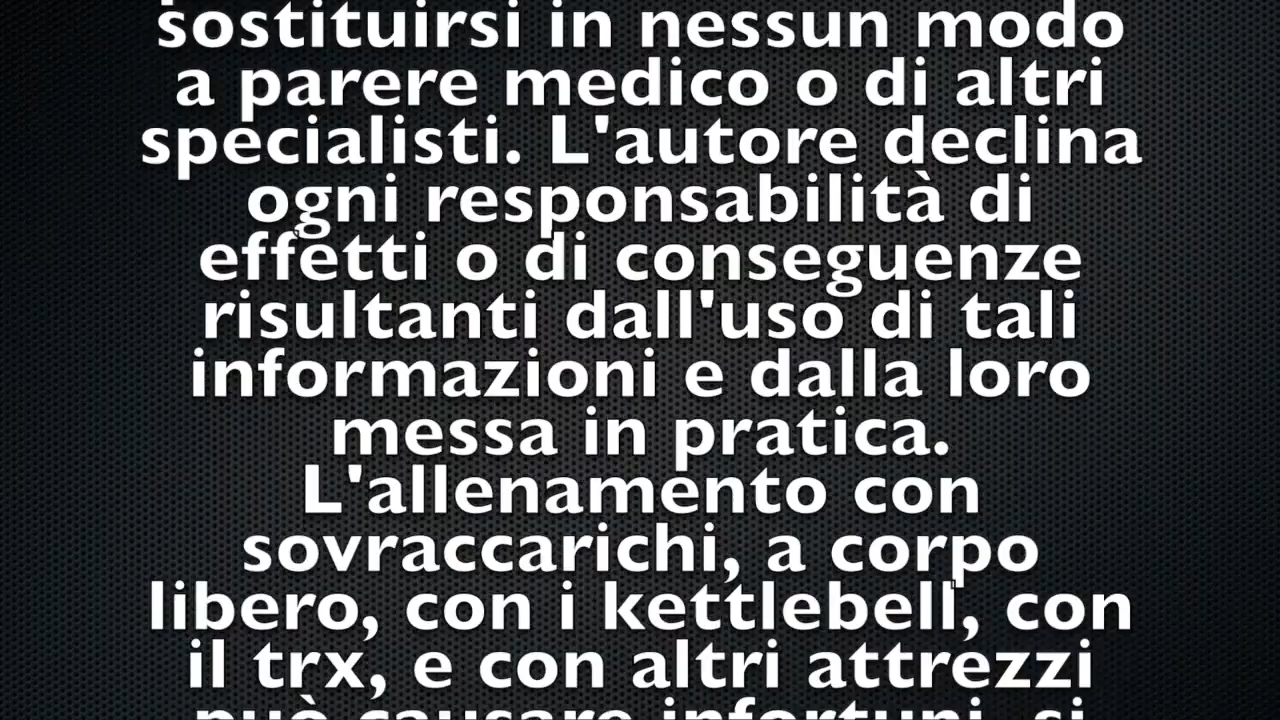 sostituirsi in nessun modo
a parere medico o di altri
specialisti. L'autore declina
ogni responsabilità di
effetti o di conseguenze
risultanti dall'uso di tali
informazioni e dalla loro
messa in pratica.
L'allenamento con
sovraccarichi, a corpo
libero, con i kettlebell, con
il trx, e con altri attrezzi
può causare infortuni, si